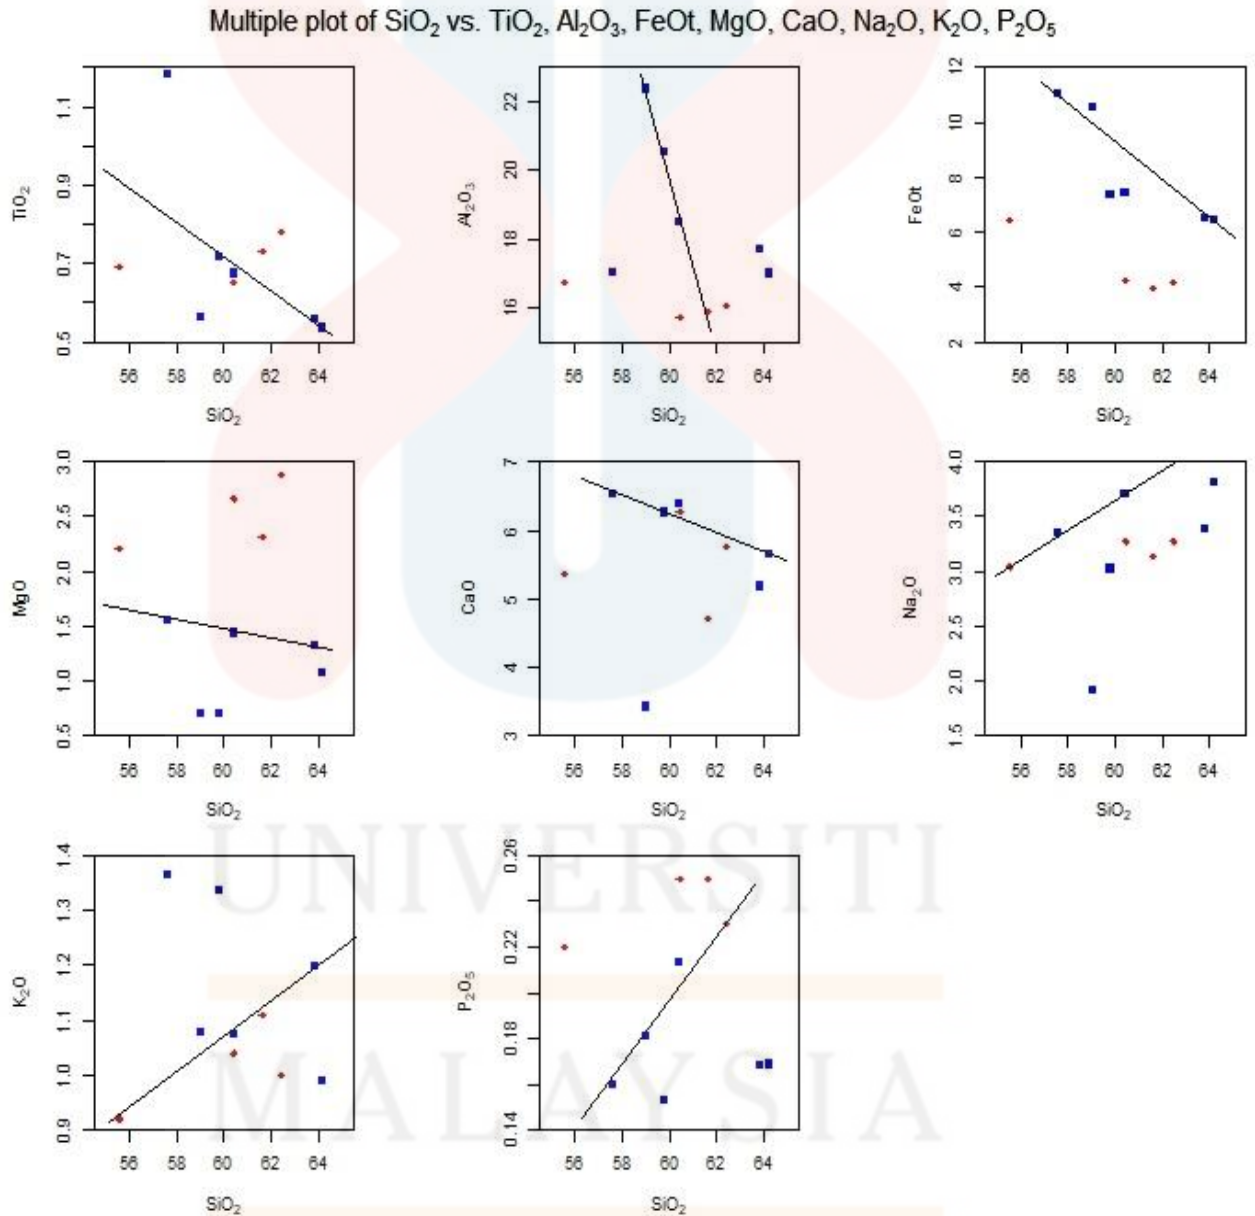 Multiple plot of SiO₂ vs. TiO₂, Al₂O₃, FeOt, MgO, CaO, Na₂O, K₂O, P₂O₅
TiO₂
0.5 0.7 0.9 1.1
56 58 60 62 64
SiO₂
Al₂O₃
16 18 20 22
56 58 60 62 64
SiO₂
FeOt
2 4 6 8 10 12
56 58 60 62 64
SiO₂
MgO
0.5 1.0 1.5 2.0 2.5 3.0
56 58 60 62 64
SiO₂
CaO
3 4 5 6 7
56 58 60 62 64
SiO₂
Na₂O
1.5 2.0 2.5 3.0 3.5 4.0
56 58 60 62 64
SiO₂
K₂O
0.9 1.0 1.1 1.2 1.3 1.4
56 58 60 62 64
SiO₂
P₂O₅
0.14 0.18 0.22 0.26
56 58 60 62 64
SiO₂
UNIVERSITI
MALAYSIA